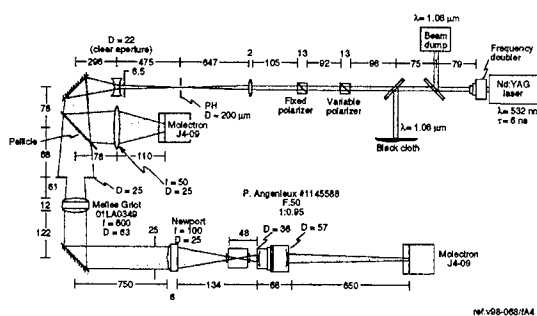 λ= 1.06 μm
Beam dump
Frequency doubler
D = 22
(clear aperture)
296
475
647
2
105
13
92
13
96
75
79
6.5
Nd:YAG laser
PH
D ~ 200 μm
Fixed polarizer
Variable polarizer
λ= 532 nm
τ= 6 ns
λ= 1.06 μm
Black cloth
76
Molectron
J4-09
Pellicle
68
78
110
61
D= 25
f=50
D= 25
12
Melles Griot
01LA0349
f = 600
D = 63
Newport
f = 100
D = 25
P. Angenieux #1145588
F.50
1:0.95
D= 36
D= 57
48
122
25
Molectron
J4-09
750
6
134
68
650
ref:v98-068/fA4